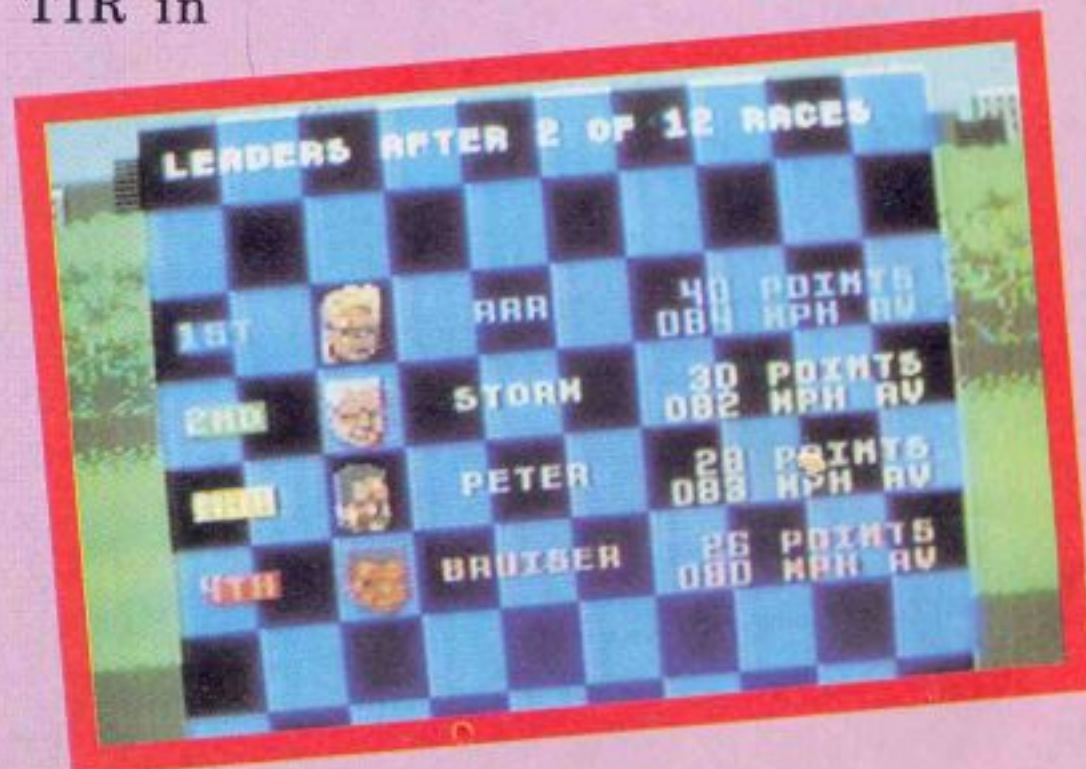 TIR in
LEADERS AFTER 2 OF 12 RACES
1ST AAA 40 POINTS
084 MPH AV
2ND STORM 30 POINTS
082 MPH AV
PETER 28 POINTS
083 MPH AV
4TH BRUISER 26 POINTS
080 MPH AV